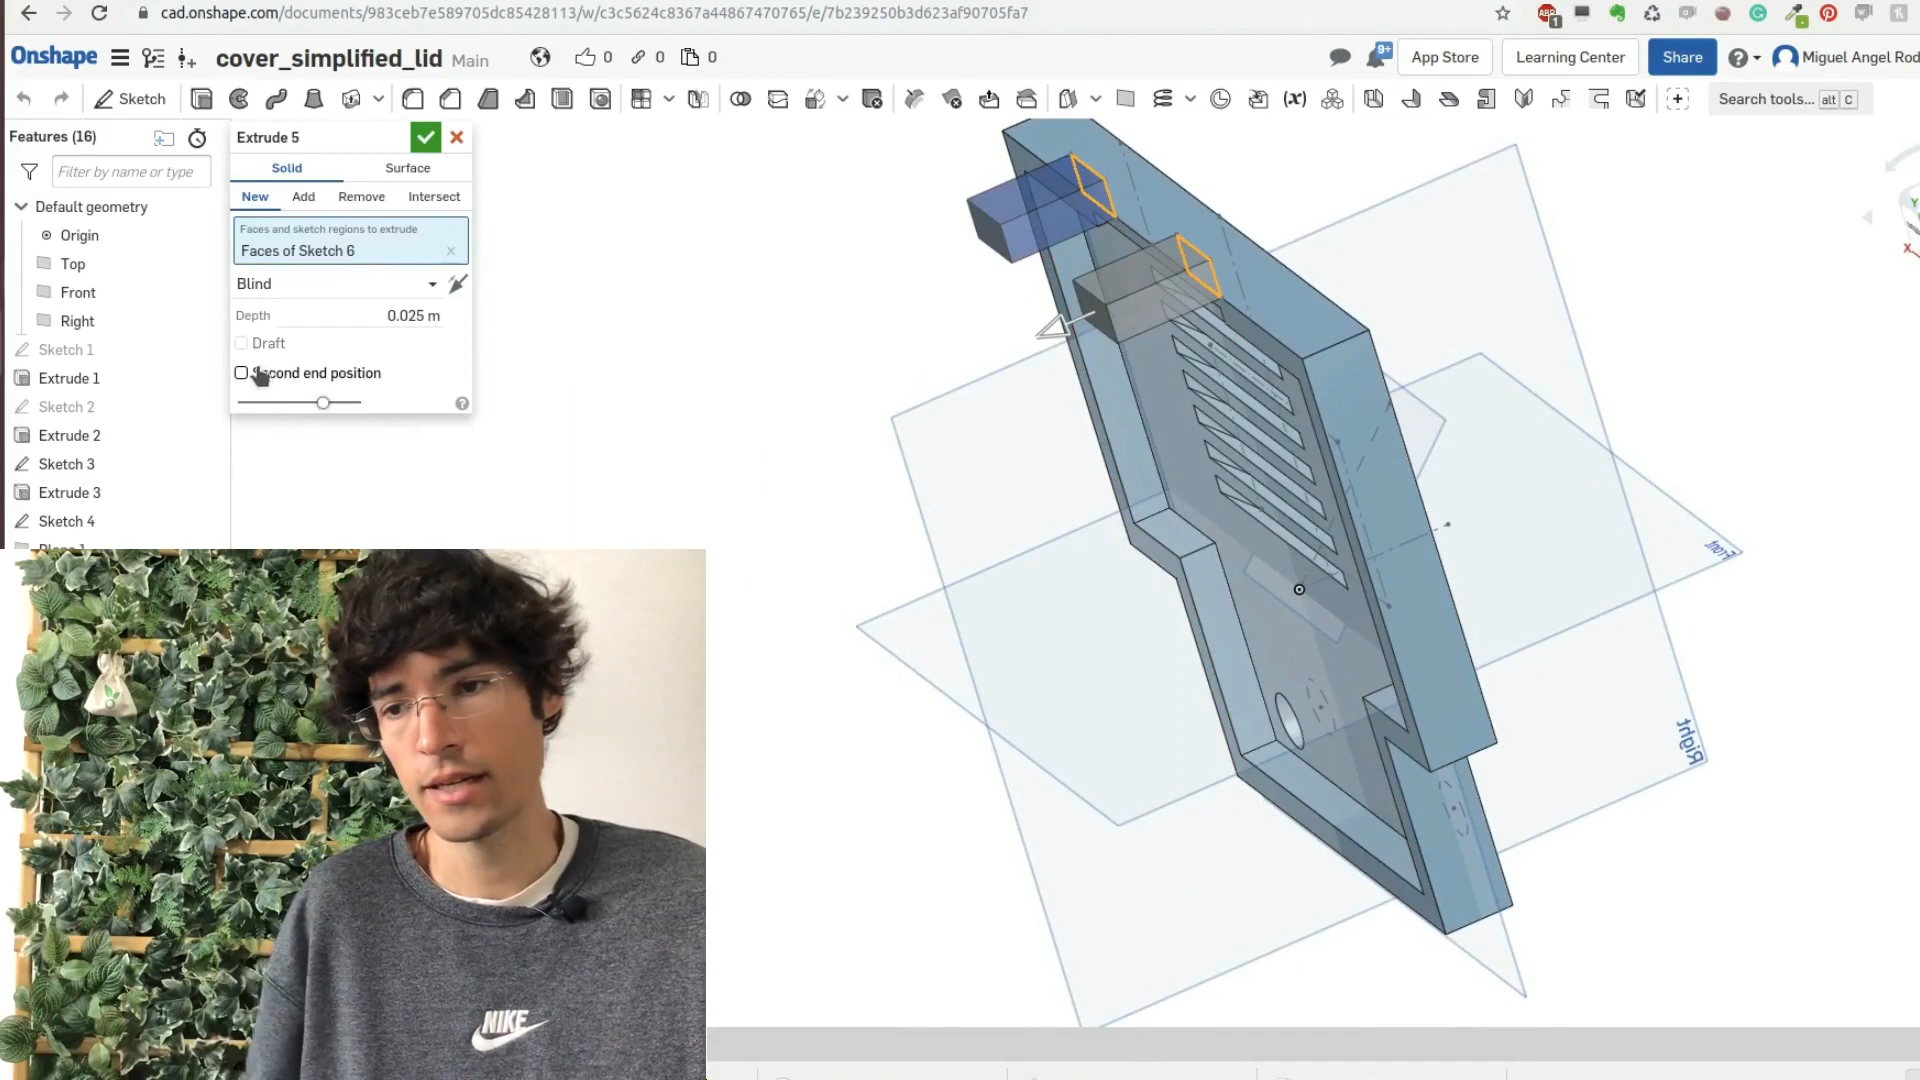 cad.onshape.com/documents/983ceb7e589705dc85428113/w/c3c5624c8367a44867470765/e/7b239250b3d623af90705fa7
ABP
1
Onshape
cover_simplified_lid Main
0
0
0
9+
App Store
Learning Center
Share
Miguel Angel Rod
Sketch
(x)
Search tools... alt C
Features (16)
Filter by name or type
Default geometry
Origin
Top
Front
Right
Sketch 1
Extrude 1
Sketch 2
Extrude 2
Sketch 3
Extrude 3
Sketch 4
Extrude 5
Solid
Surface
New
Add
Remove
Intersect
Faces and sketch regions to extrude
Faces of Sketch 6
Blind
Depth
0.025 m
Draft
Second end position
Front
Right
Y
X
NIKE